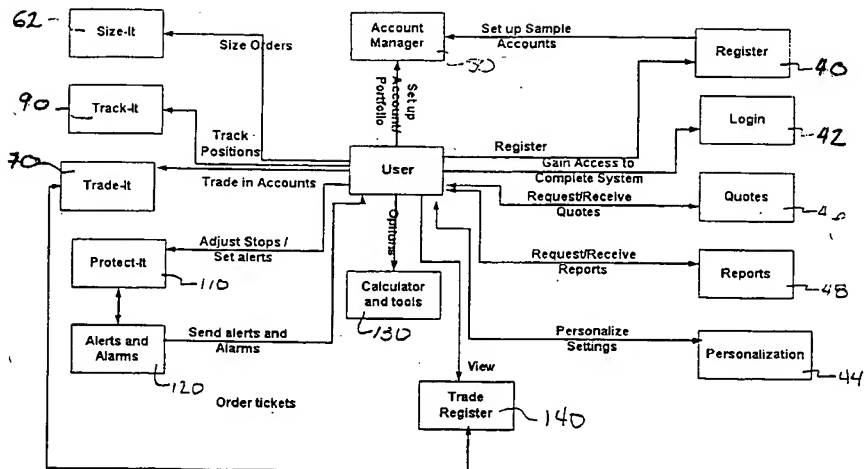 62
Size-It
Size Orders
Account
Manager
50
Set up Sample
Accounts
Register
40
90
Track-It
Track
Positions
Set up
Account/
Portfolio
Login
42
70
Trade-It
Trade in Accounts
User
Register
Gain Access to
Complete System
Request/Receive
Quotes
Quotes
Adjust Stops /
Set alerts
Protect-It
110
Options
Calculator
and tools
130
Request/Receive
Reports
Reports
48
Alerts and
Alarms
120
Send alerts and
Alarms
Personalize
Settings
Personalization
44
View
Order tickets
Trade
Register
140